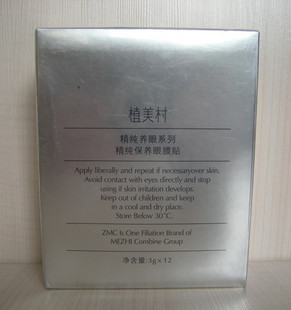 植美村
精纯养眼系列
精纯保养眼膜贴
Apply liberally and repeat if necessaryover skin.
Avoid contact with eyes directly and stop
using if skin irritation develops.
Keep out of children and keep
in a cool and dry place.
Store Below 30°C.
ZMC Is One Filiation Brand of
MEZHI Combine Group
净含量:3g×12